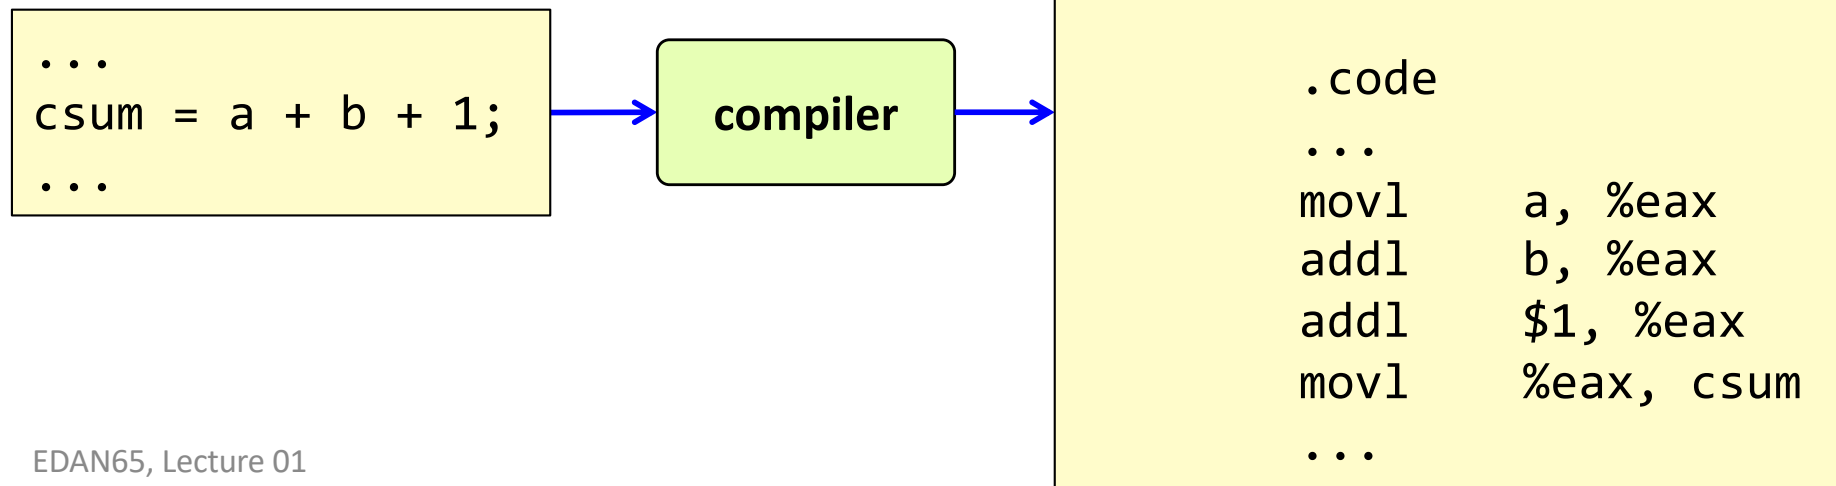 ...
csum = a + b + 1;
...
compiler
.code
...
movl a, %eax
addl b, %eax
addl $1, %eax
movl %eax, csum
...
EDAN65, Lecture 01